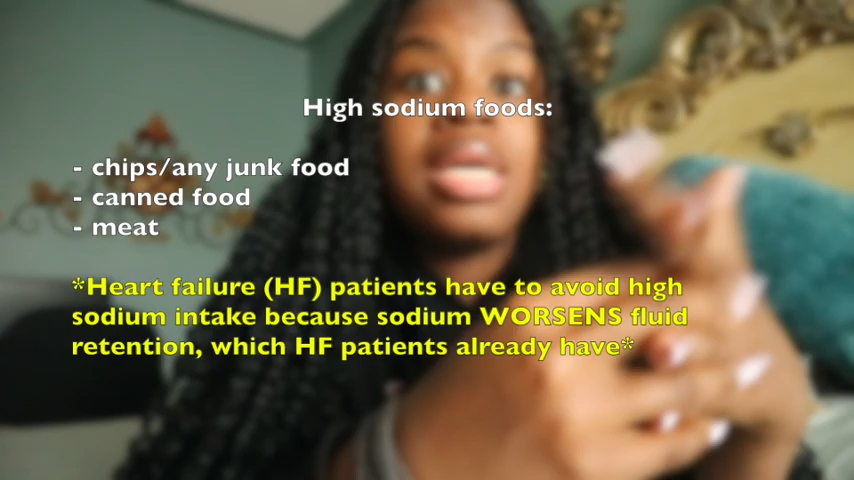 High sodium foods:
- chips/any junk food
- canned food
- meat
*Heart failure (HF) patients have to avoid high
sodium intake because sodium WORSENS fluid
retention, which HF patients already have*